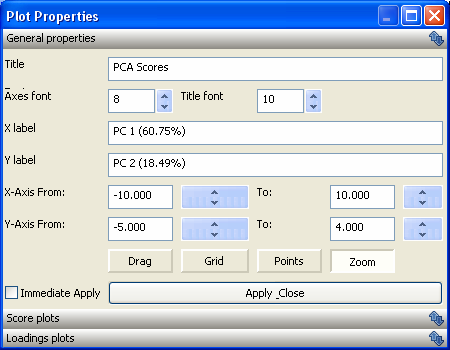 Plot Properties
General properties
Title PCA Scores
Axes font 8 Title font 10
X label PC 1 (60.75%)
Y label PC 2 (18.49%)
X-Axis From: -10.000 To: 10.000
Y-Axis From: -5.000 To: 4.000
Drag Grid Points Zoom
Immediate Apply Apply_Close
Score plots
Loadings plots